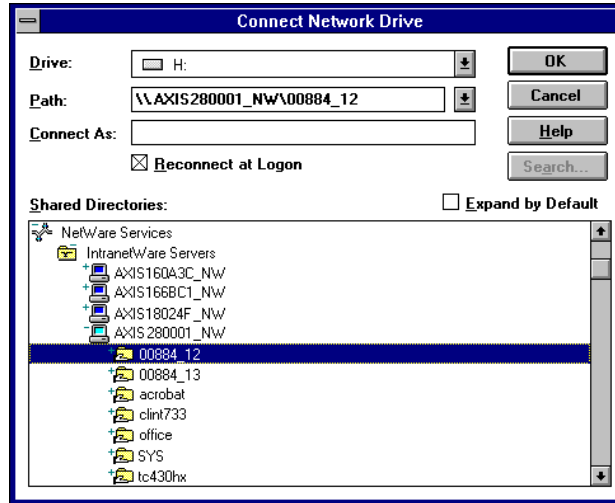 Connect Network Drive
Drive: H: OK
Path: \\AXIS280001_NW\00884_12 Cancel
Connect As: Help
Reconnect at Logon Search...
Shared Directories: Expand by Default
NetWare Services
IntranetWare Servers
AXIS160A3C_NW
AXIS166BC1_NW
AXIS18024F_NW
AXIS280001_NW
00884_12
00884_13
acrobat
clint733
office
SYS
tc430hx